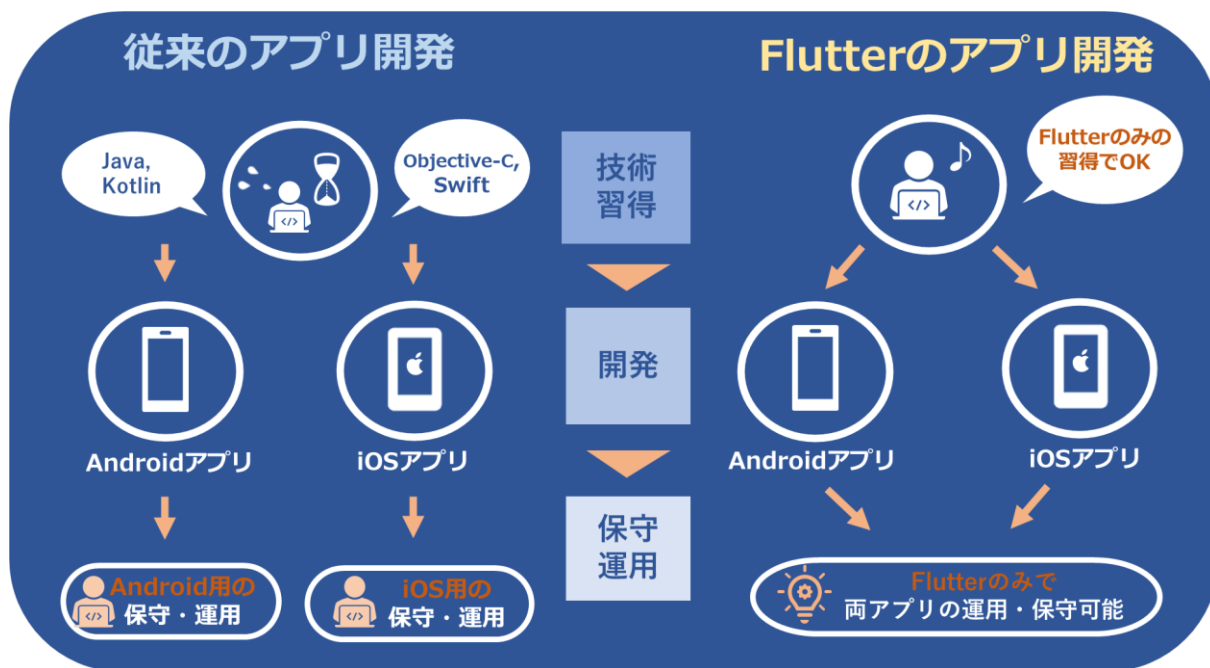 従来のアプリ開発
Flutterのアプリ開発
Java,
Kotlin
Objective-C,
Swift
技術
習得
Flutterのみの
習得でOK
</>
</>
開発
Androidアプリ
iOSアプリ
Androidアプリ
iOSアプリ
保守
運用
</>
Android用の
保守・運用
</>
iOS用の
保守・運用
Flutterのみで
両アプリの運用・保守可能